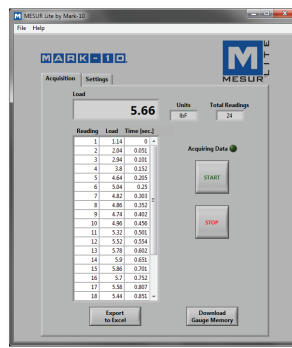 MESUR Lite by Mark-10
File Help
MARK-10
M
MESUR
LITE
Acquisition Settings
Load
5.66
Units
lbF
Total Readings
24
Reading Load Time [sec.]
1 1.14 0
2 2.04 0.051
3 2.94 0.101
4 3.8 0.152
5 4.64 0.205
6 5.04 0.25
7 4.82 0.303
8 4.86 0.352
9 4.74 0.402
10 4.96 0.456
11 5.32 0.501
12 5.52 0.554
13 5.78 0.602
14 5.9 0.651
15 5.86 0.701
16 5.7 0.752
17 5.58 0.807
18 5.44 0.851
Acquiring Data
START
STOP
Export
to Excel
Download
Gauge Memory